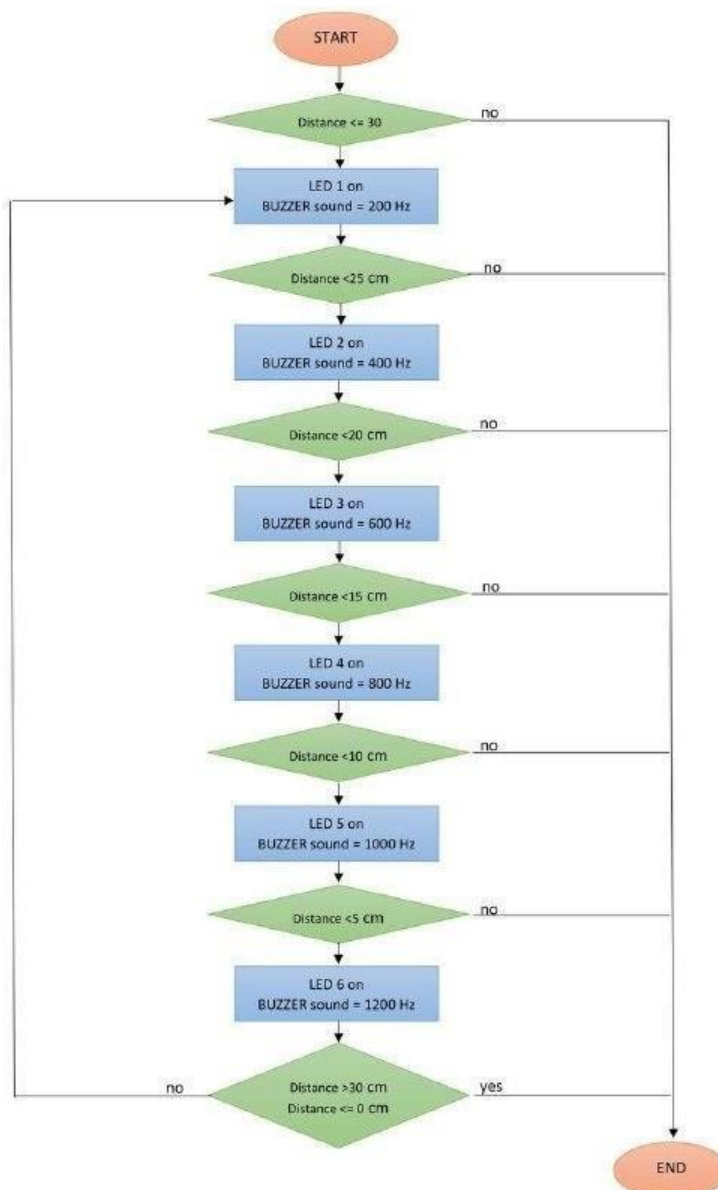 START
Distance <= 30
no
LED 1 on
BUZZER sound = 200 Hz
Distance <25 cm
no
LED 2 on
BUZZER sound = 400 Hz
Distance <20 cm
no
LED 3 on
BUZZER sound = 600 Hz
Distance <15 cm
no
LED 4 on
BUZZER sound = 800 Hz
Distance <10 cm
no
LED 5 on
BUZZER sound = 1000 Hz
Distance <5 cm
no
LED 6 on
BUZZER sound = 1200 Hz
no
Distance >30 cm
Distance <= 0 cm
yes
END